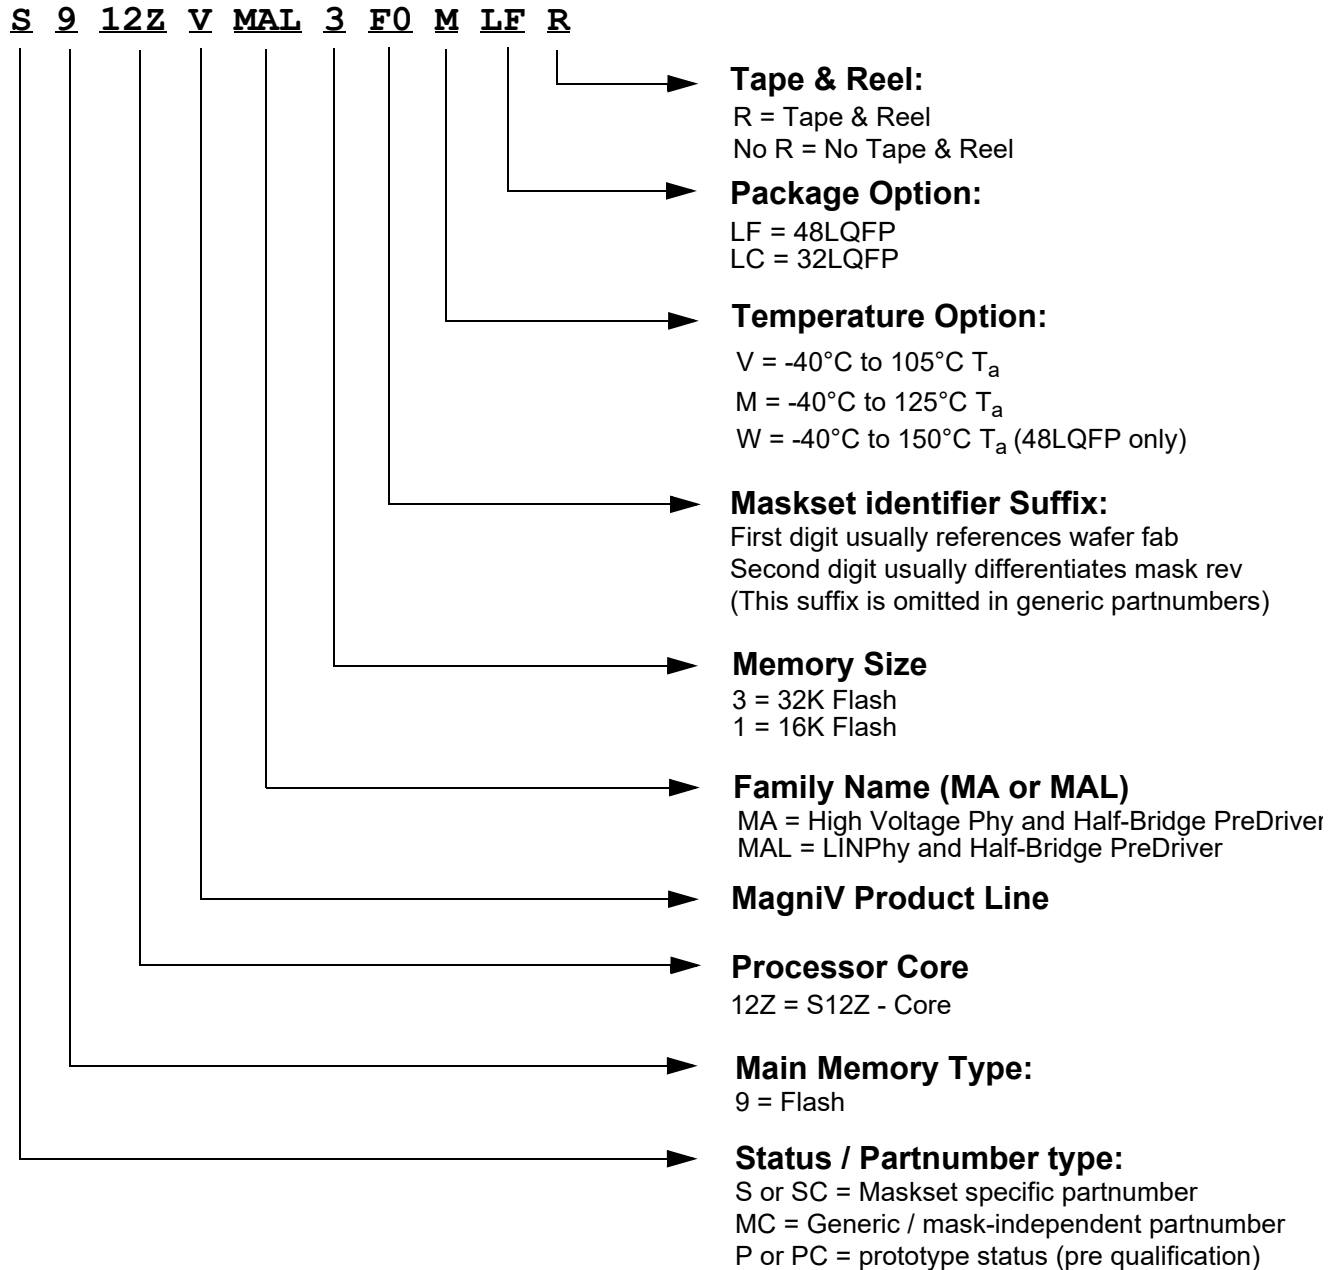 S 9 12Z V MAL 3 F0 M LF R
Tape & Reel:
R = Tape & Reel
No R = No Tape & Reel
Package Option:
LF = 48LQFP
LC = 32LQFP
Temperature Option:
V = -40°C to 105°C Ta
M = -40°C to 125°C Ta
W = -40°C to 150°C Ta (48LQFP only)
Maskset identifier Suffix:
First digit usually references wafer fab
Second digit usually differentiates mask rev
(This suffix is omitted in generic partnumbers)
Memory Size
3 = 32K Flash
1 = 16K Flash
Family Name (MA or MAL)
MA = High Voltage Phy and Half-Bridge PreDriver
MAL = LINPhy and Half-Bridge PreDriver
MagniV Product Line
Processor Core
12Z = S12Z - Core
Main Memory Type:
9 = Flash
Status / Partnumber type:
S or SC = Maskset specific partnumber
MC = Generic / mask-independent partnumber
P or PC = prototype status (pre qualification)